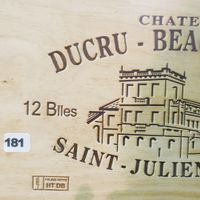 CHATE
DUCRU - BEA
12 Blles
181
SAINT-JULIEN
HT DB